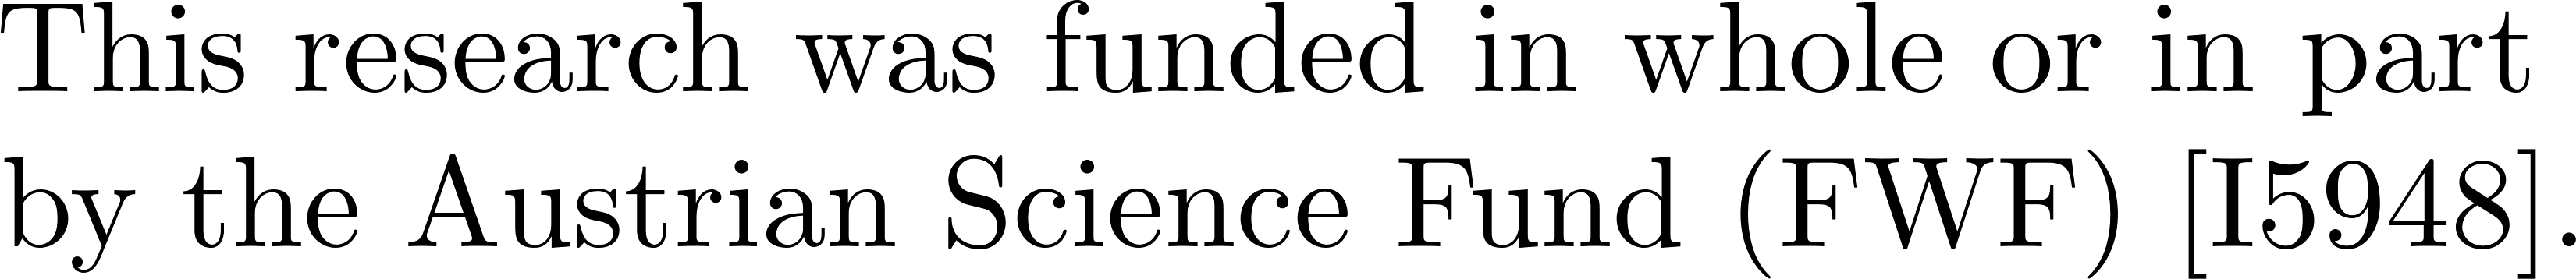 This research was funded in whole or in part
by the Austrian Science Fund (FWF) [I5948].